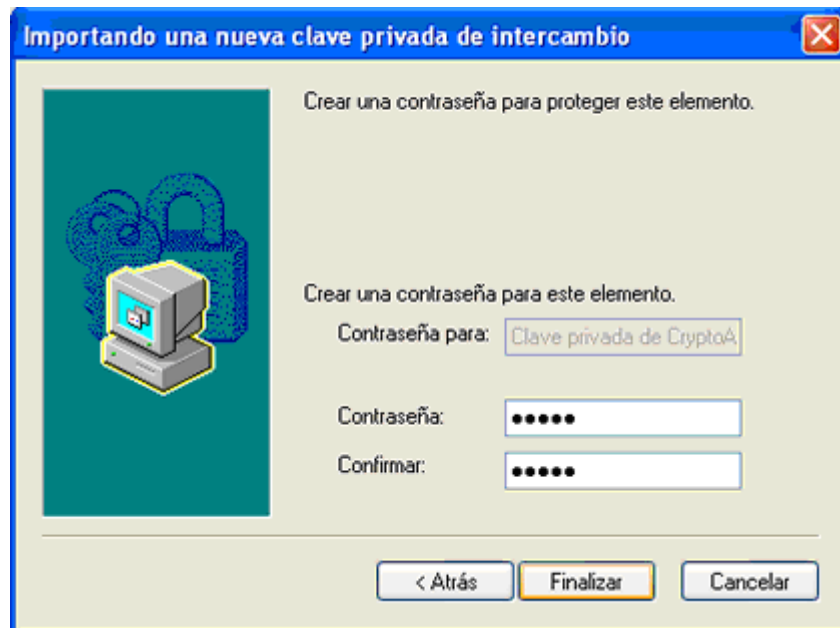 Importando una nueva clave privada de intercambio
Crear una contraseña para proteger este elemento.
Crear una contraseña para este elemento.
Contraseña para: Clave privada de CryptoA
Contraseña: •••••
Confirmar: •••••
< Atrás Finalizar Cancelar